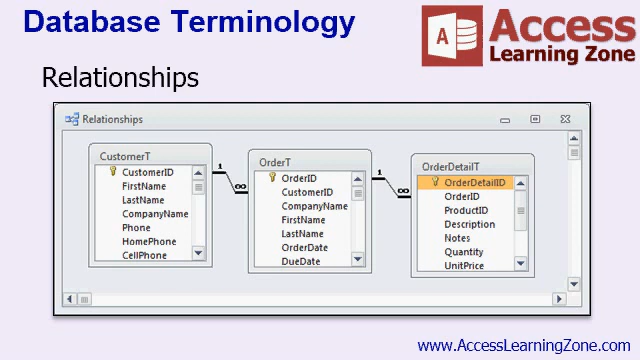 Database Terminology
Access
Learning Zone
A
Relationships
Relationships
CustomerT
CustomerID
FirstName
LastName
CompanyName
Phone
HomePhone
CellPhone
1
∞
OrderT
OrderID
CustomerID
CompanyName
FirstName
LastName
OrderDate
DueDate
1
∞
OrderDetailT
OrderDetailID
OrderID
ProductID
Description
Notes
Quantity
UnitPrice
www.AccessLearningZone.com